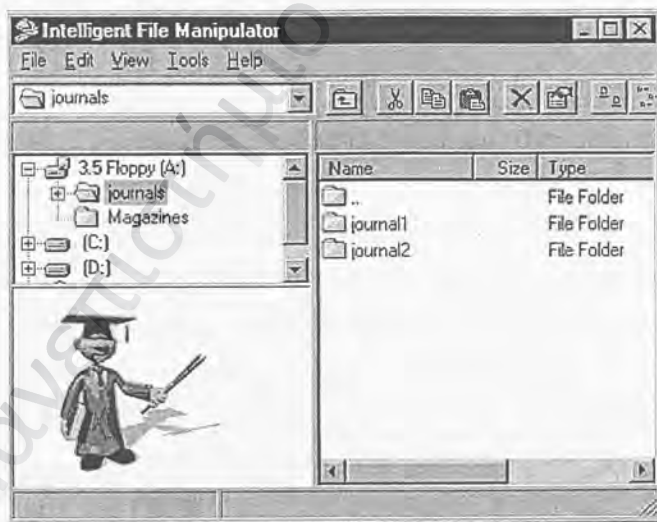 Intelligent File Manipulator
File Edit View Tools Help
journals
3.5 Floppy (A:)
journals
Magazines
(C:)
(D:)
Name Size Type
.. File Folder
journal1 File Folder
journal2 File Folder